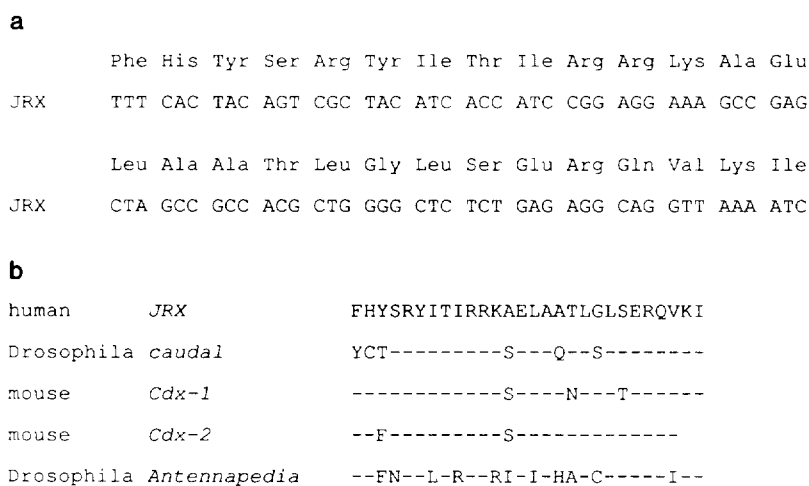 a
Phe His Tyr Ser Arg Tyr Ile Thr Ile Arg Arg Lys Ala Glu
JRX TTT CAC TAC AGT CGC TAC ATC ACC ATC CGG AGG AAA GCC GAG
Leu Ala Ala Thr Leu Gly Leu Ser Glu Arg Gln Val Lys Ile
JRX CTA GCC GCC ACG CTG GGG CTC TCT GAG AGG CAG GTT AAA ATC
b
human JRX FHYSRYITIRRKAELAATLGLSERQVKI
Drosophila caudal YCT---------S---Q--S--------
mouse Cdx-1 ------------S----N---T------
mouse Cdx-2 --F---------S-------------
Drosophila Antennapedia --FN--L-R--RI-I-HA-C-----I--